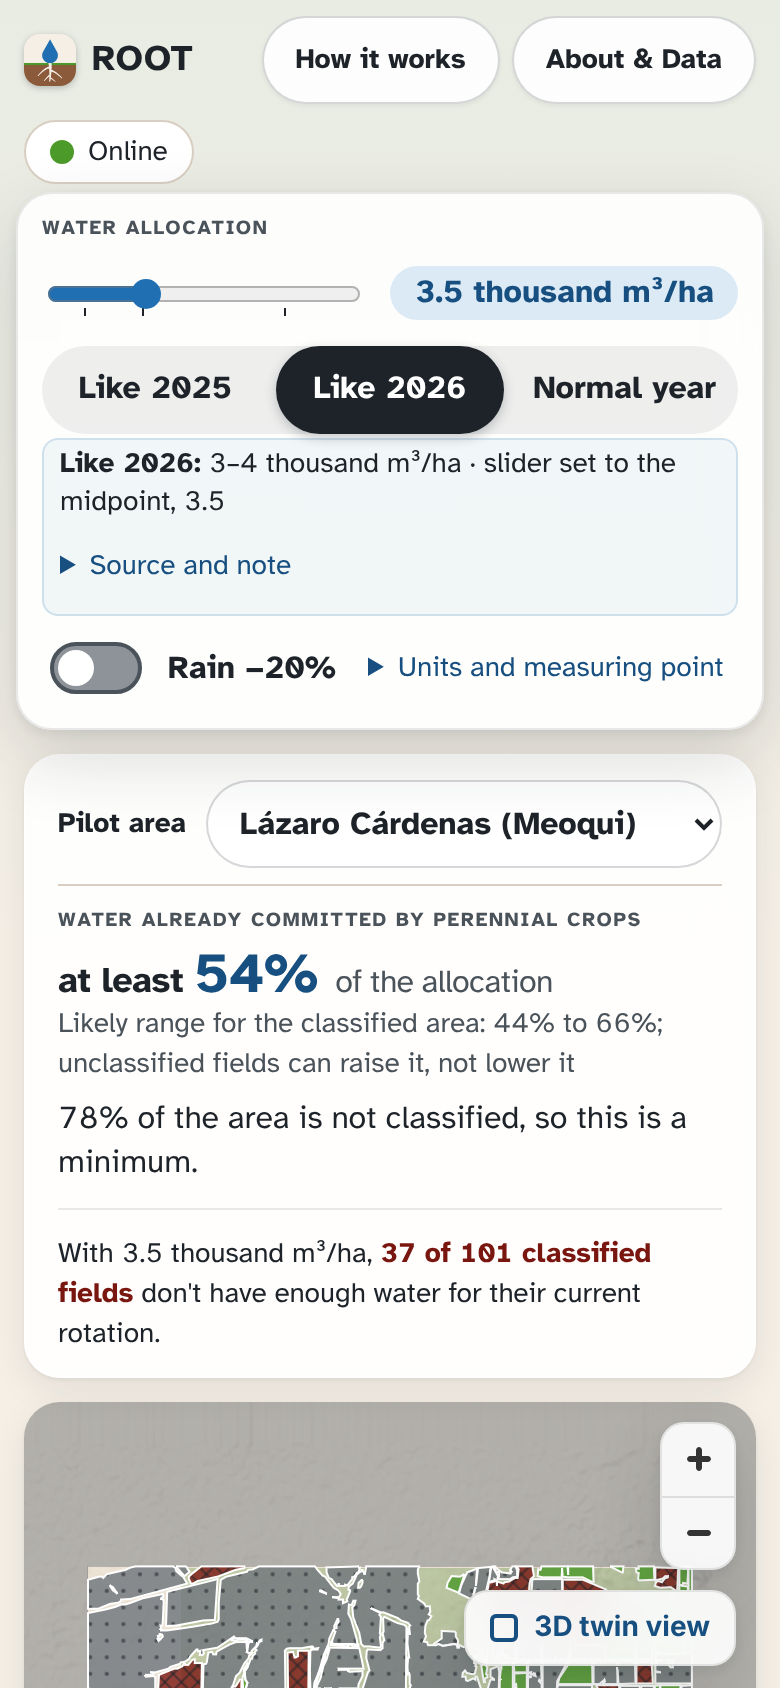 ROOT
How it works
About & Data
Online
WATER ALLOCATION
3.5 thousand m³/ha
Like 2025
Like 2026
Normal year
Like 2026: 3–4 thousand m³/ha · slider set to the
midpoint, 3.5
▶ Source and note
Rain −20%
▶ Units and measuring point
Pilot area
Lázaro Cárdenas (Meoqui)
WATER ALREADY COMMITTED BY PERENNIAL CROPS
at least 54% of the allocation
Likely range for the classified area: 44% to 66%;
unclassified fields can raise it, not lower it
78% of the area is not classified, so this is a
minimum.
With 3.5 thousand m³/ha, 37 of 101 classified
fields don't have enough water for their current
rotation.
+
−
3D twin view